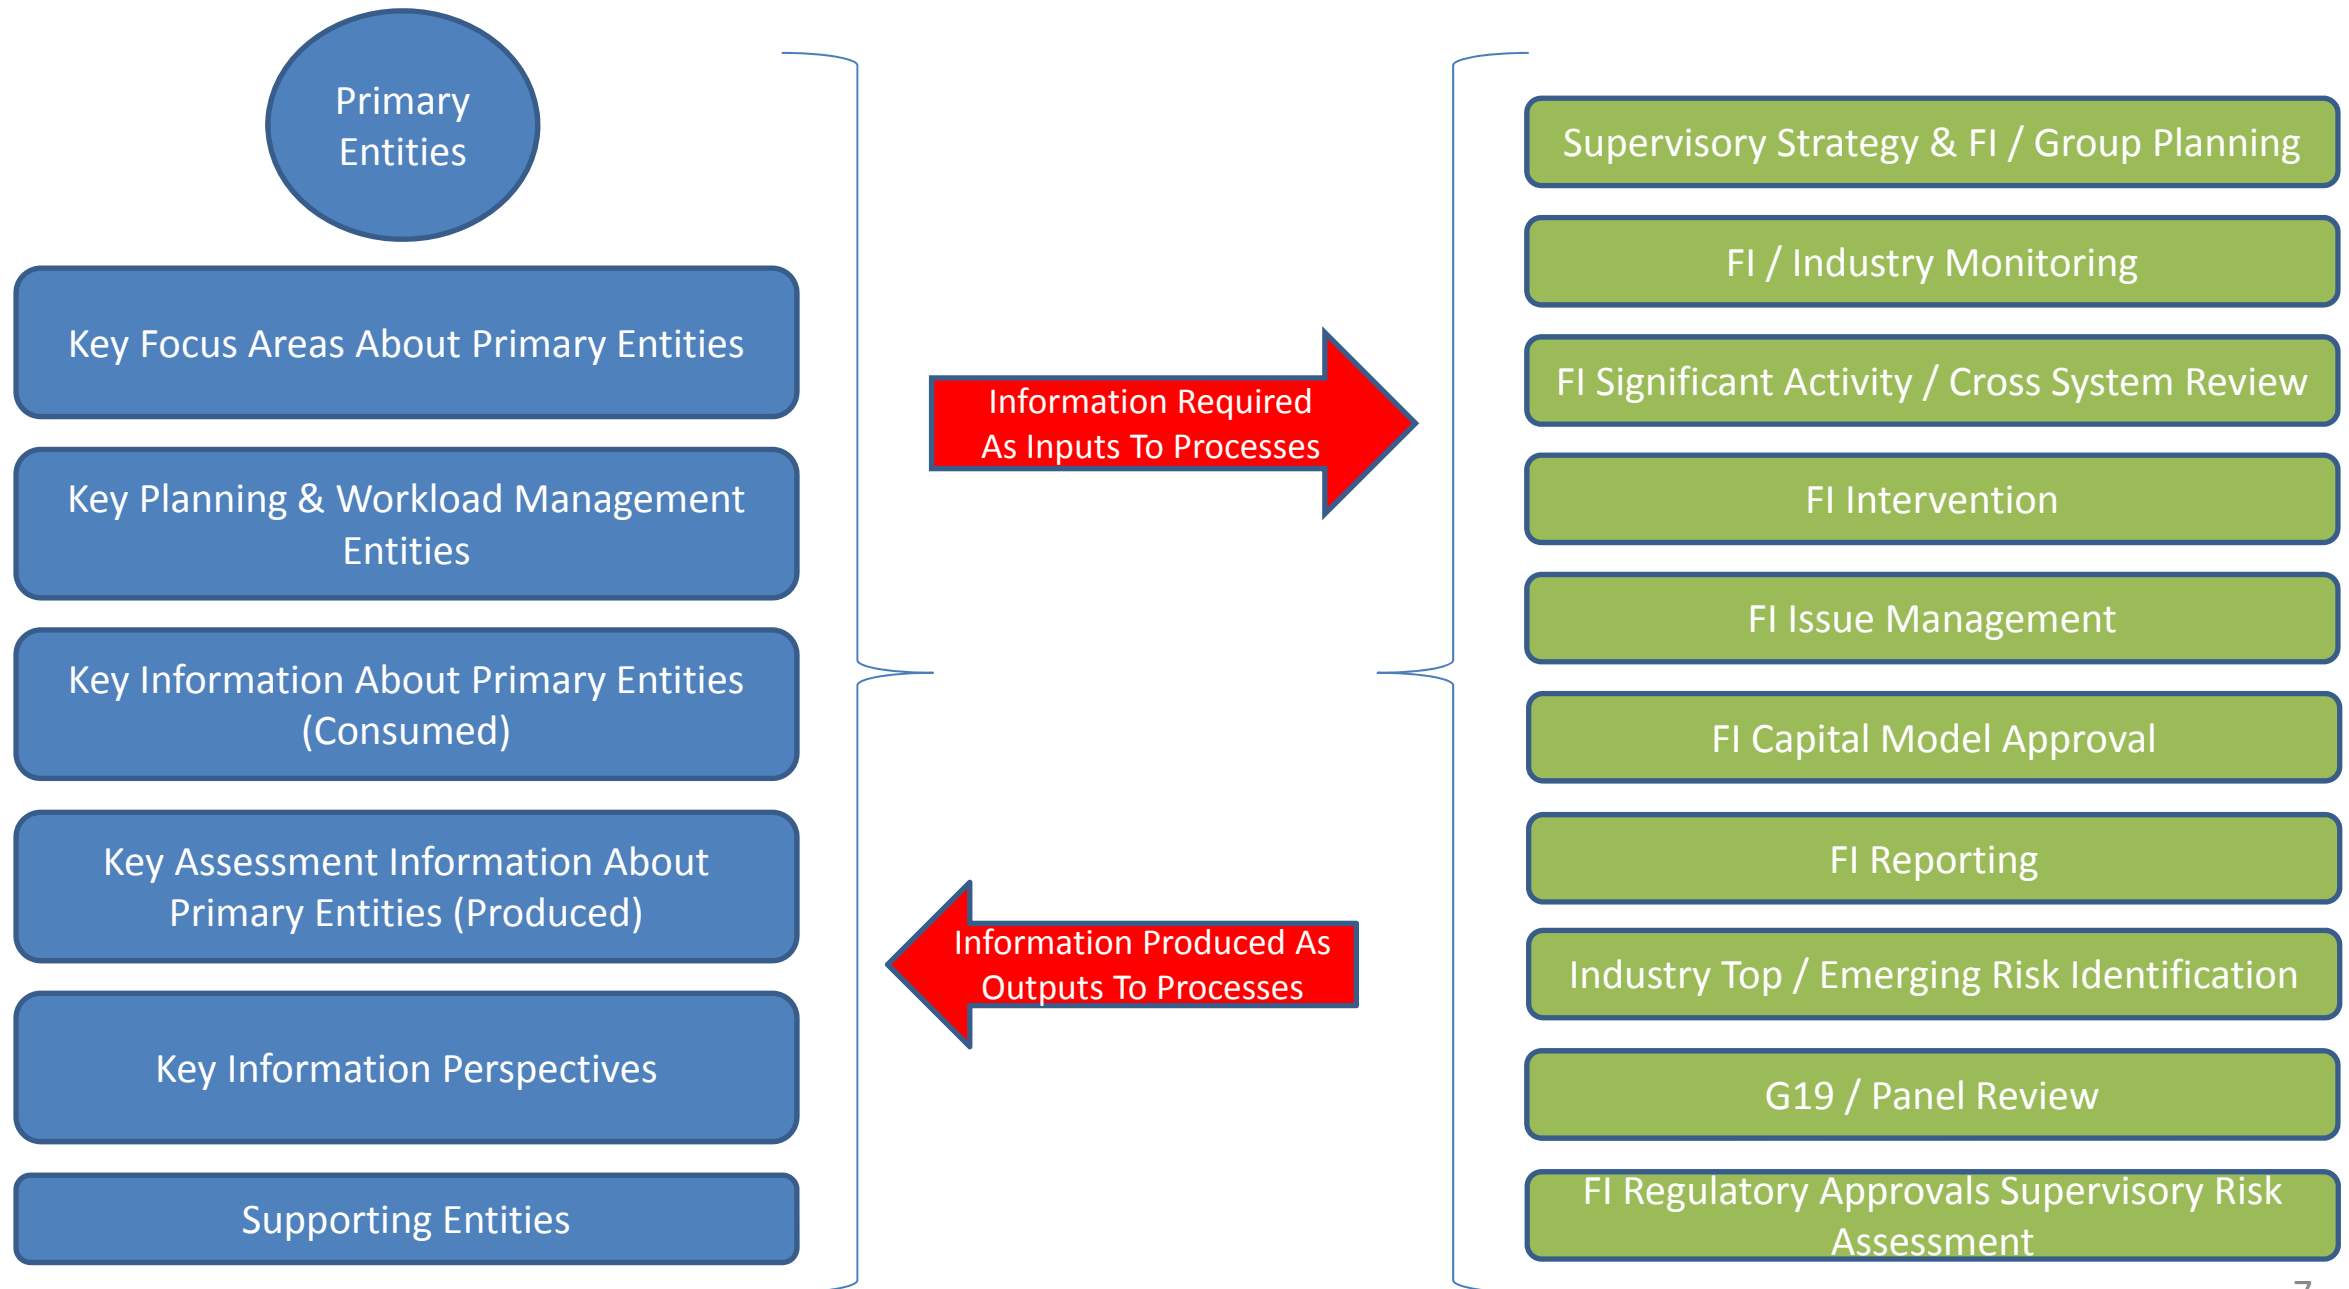 Primary
Entities
Key Focus Areas About Primary Entities
Key Planning & Workload Management
Entities
Key Information About Primary Entities
(Consumed)
Key Assessment Information About
Primary Entities (Produced)
Key Information Perspectives
Supporting Entities
Information Required
As Inputs To Processes
Information Produced As
Outputs To Processes
Supervisory Strategy & FI / Group Planning
FI / Industry Monitoring
FI Significant Activity / Cross System Review
FI Intervention
FI Issue Management
FI Capital Model Approval
FI Reporting
Industry Top / Emerging Risk Identification
G19 / Panel Review
FI Regulatory Approvals Supervisory Risk
Assessment